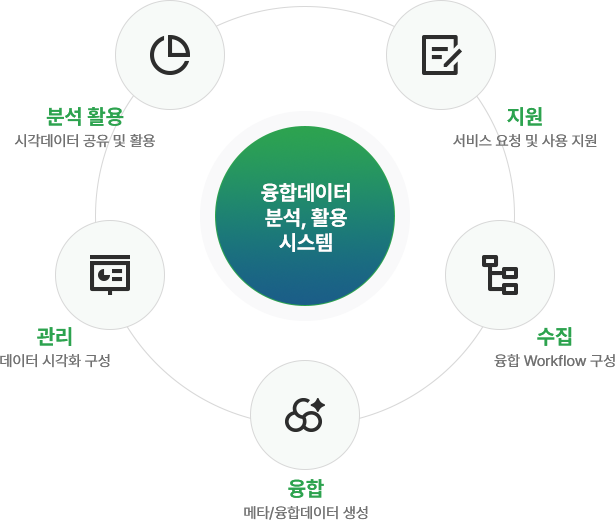 분석 활용
시각데이터 공유 및 활용
지원
서비스 요청 및 사용 지원
융합데이터
분석, 활용
시스템
관리
데이터 시각화 구성
수집
융합 Workflow 구성
융합
메타/융합데이터 생성